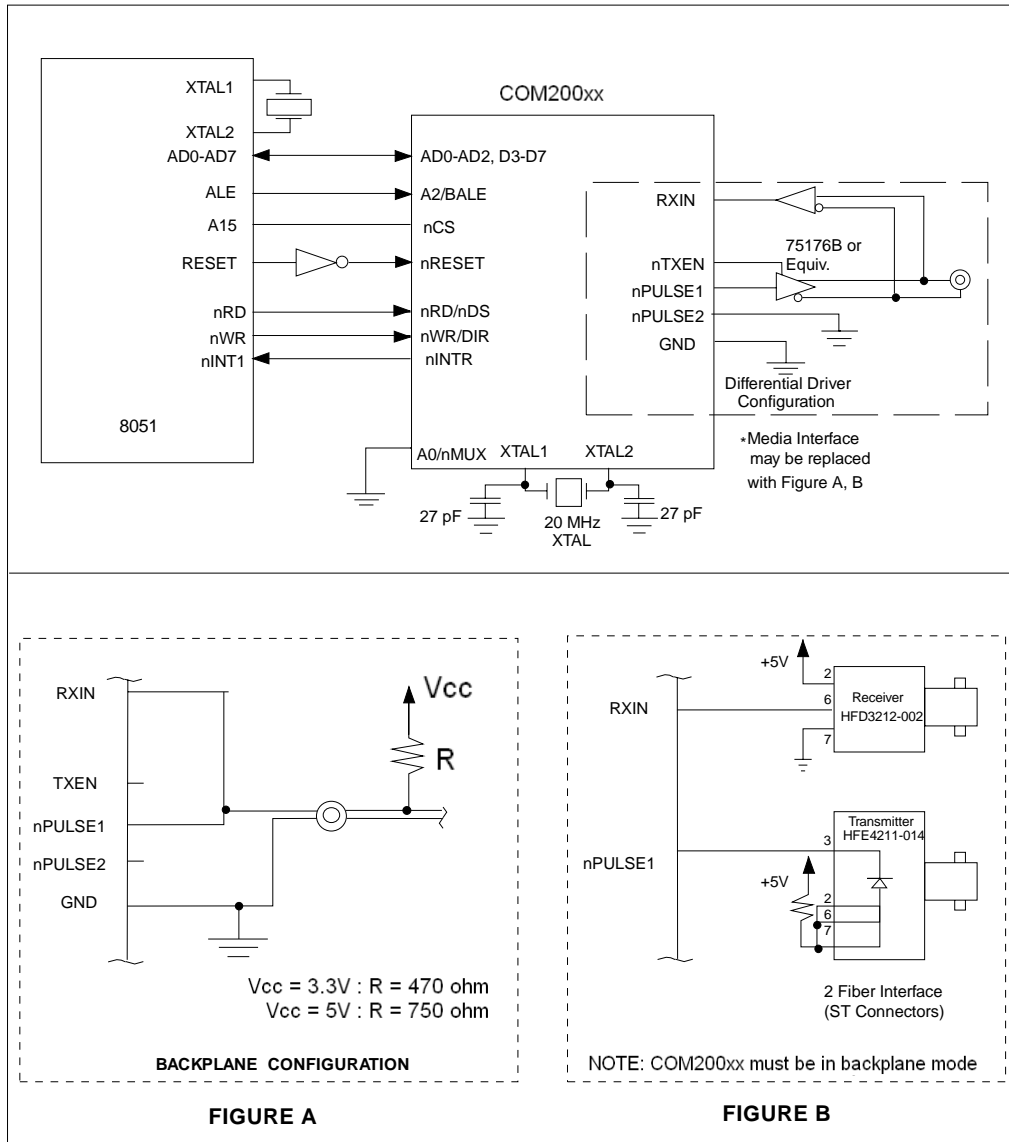 COM200xx
XTAL1
XTAL2
AD0-AD7
ALE
A15
RESET
nRD
nWR
nINT1
8051
AD0-AD2, D3-D7
A2/BALE
nCS
nRESET
nRD/nDS
nWR/DIR
nINTR
A0/nMUX
XTAL1
XTAL2
27 pF
20 MHz
XTAL
27 pF
RXIN
nTXEN
nPULSE1
nPULSE2
GND
75176B or
Equiv.
Differential Driver
Configuration
*Media Interface
may be replaced
with Figure A, B
RXIN
TXEN
nPULSE1
nPULSE2
GND
Vcc
R
Vcc = 3.3V : R = 470 ohm
Vcc = 5V : R = 750 ohm
BACKPLANE CONFIGURATION
FIGURE A
RXIN
nPULSE1
+5V
2
6
7
Receiver
HFD3212-002
Transmitter
HFE4211-014
3
+5V
2
6
7
2 Fiber Interface
(ST Connectors)
NOTE: COM200xx must be in backplane mode
FIGURE B